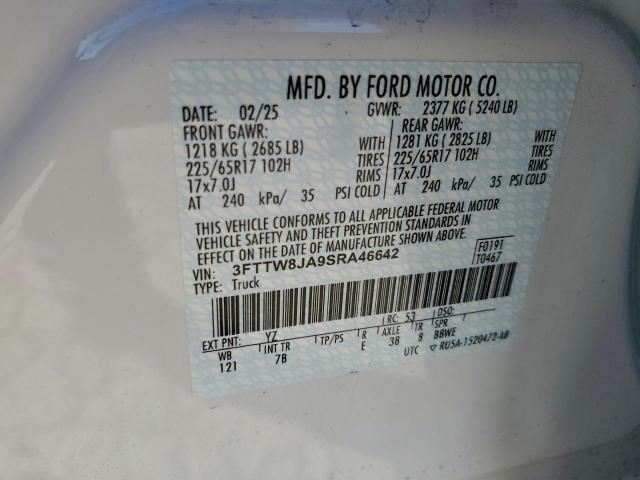 MFD. BY FORD MOTOR CO.
DATE: 02/25 GVWR: 2377 KG ( 5240 LB)
FRONT GAWR: REAR GAWR:
1218 KG ( 2685 LB) 1281 KG ( 2825 LB)
225/65R17 102H TIRES 225/65R17 102H TIRES
17x7.0J RIMS 17x7.0J RIMS
AT 240 kPa/ 35 PSI COLD AT 240 kPa/ 35 PSI COLD
THIS VEHICLE CONFORMS TO ALL APPLICABLE FEDERAL MOTOR
VEHICLE SAFETY AND THEFT PREVENTION STANDARDS IN
EFFECT ON THE DATE OF MANUFACTURE SHOWN ABOVE.
VIN: 3FTTW8JA9SRA46642 F0191
TYPE: Truck T0467
EXT PNT: YZ RC: 53 DSO:
WB INT TR TP/PS R AXLE TR SPR
121 7B E 38 8 BBWE
UTC ▽ RU5A-1520472-AB